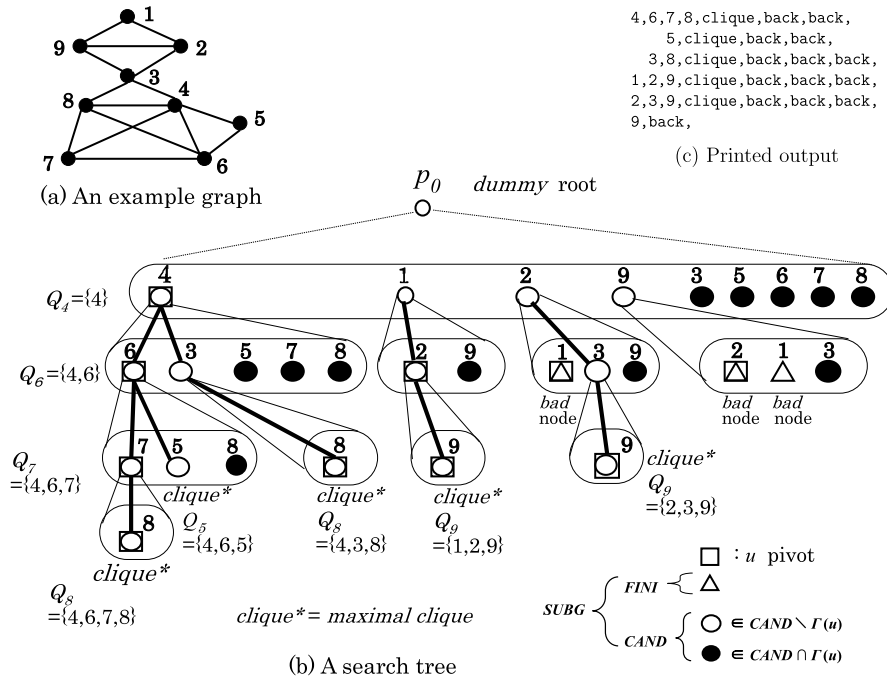 1
9
2
3
8
4
5
7
6
(a) An example graph
4,6,7,8,clique,back,back,
5,clique,back,back,
3,8,clique,back,back,back,
1,2,9,clique,back,back,back,
2,3,9,clique,back,back,back,
9,back,
(c) Printed output
p0 dummy root
4 1 2 9 3 5 6 7 8
Q4={4}
6 3 5 7 8 2 9 1 3 9 2 1 3
Q6={4,6}
bad node
bad node
bad node
7 5 8 8 9 9
Q7
={4,6,7}
clique*
Q5
={4,6,5}
clique*
Q8
={4,3,8}
clique*
Q9
={1,2,9}
clique*
Q9
={2,3,9}
8
clique*
Q8
={4,6,7,8}
clique* = maximal clique
: u pivot
SUBG
FINI
CAND
∈ CAND∖Γ(u)
∈ CAND∩Γ(u)
(b) A search tree